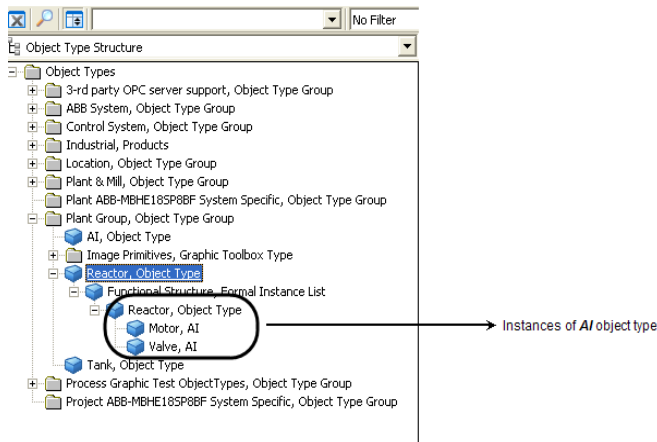 No Filter
Object Type Structure
Object Types
3-rd party OPC server support, Object Type Group
ABB System, Object Type Group
Control System, Object Type Group
Industrial, Products
Location, Object Type Group
Plant & Mill, Object Type Group
Plant ABB-MBHE18SP8BF System Specific, Object Type Group
Plant Group, Object Type Group
AI, Object Type
Image Primitives, Graphic Toolbox Type
Reactor, Object Type
Functional Structure, Formal Instance List
Reactor, Object Type
Motor, AI
Instances of AI object type
Valve, AI
Tank, Object Type
Process Graphic Test ObjectTypes, Object Type Group
Project ABB-MBHE18SP8BF System Specific, Object Type Group